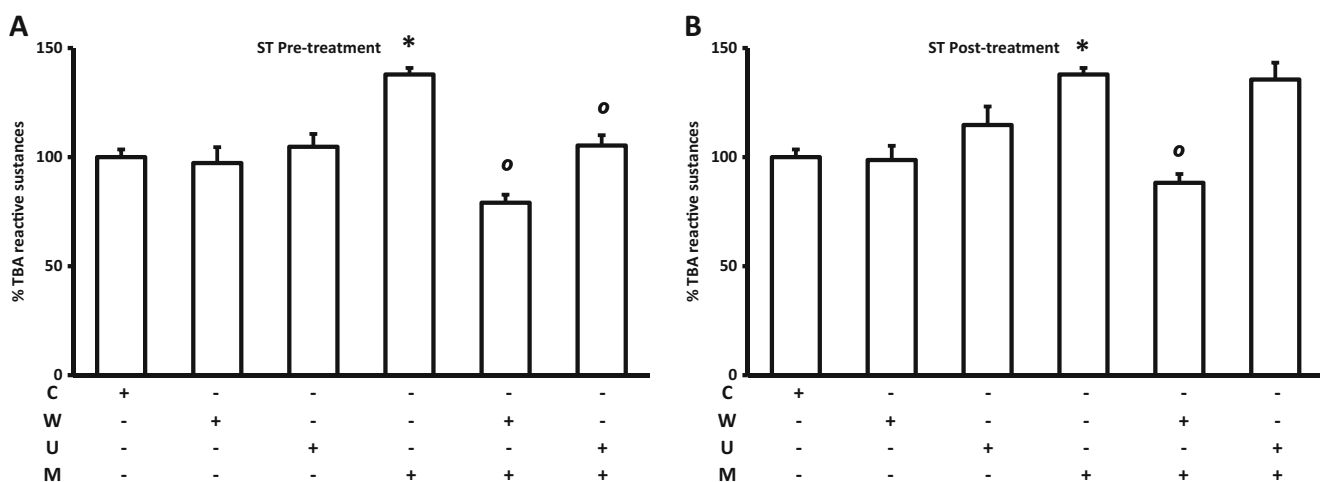 A
B
ST Pre-treatment
*
ST Post-treatment
*
% TBA reactive sustances
150
100
50
0
o
o
% TBA reactive sustances
150
100
50
0
o
C + - - - - -
W - + - - + -
U - - + - - +
M - - - + + +
+ - - - - -
- + - - + -
- - + - - +
- - - + + +